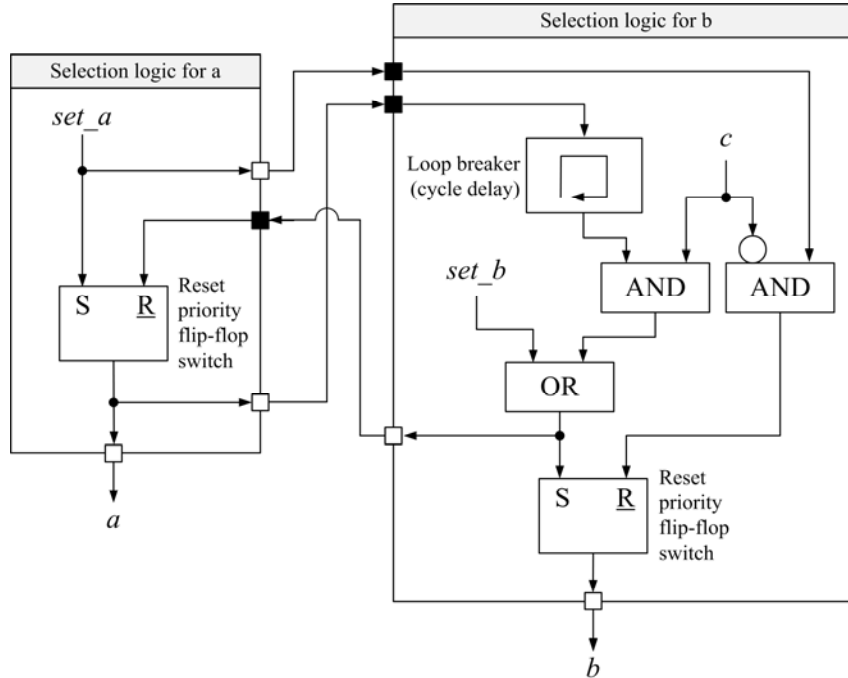 Selection logic for b
Selection logic for a
set_a
c
Loop breaker
(cycle delay)
set_b
AND
AND
S
R
Reset
priority
flip-flop
switch
OR
S
R
Reset
priority
flip-flop
switch
a
b